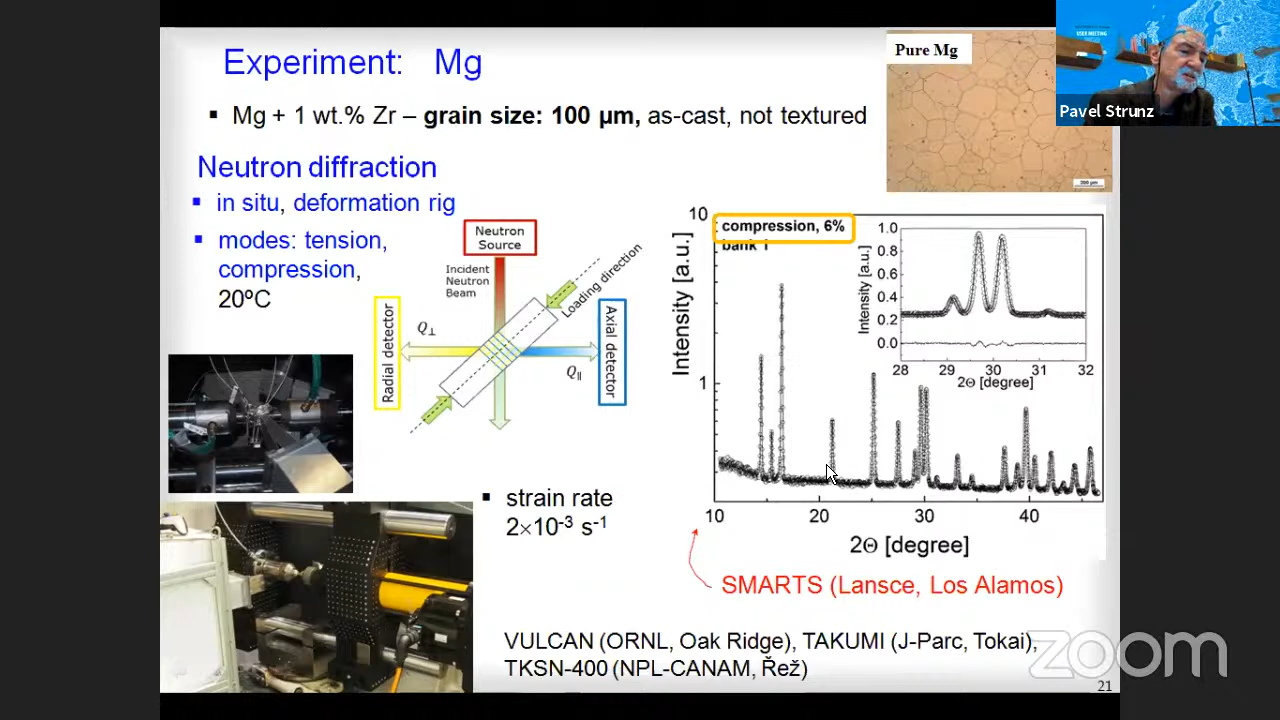 Experiment: Mg
Pure Mg
USER MEETING
Pavel Strunz
▪ Mg + 1 wt.% Zr – grain size: 100 µm, as-cast, not textured
200 µm
Neutron diffraction
▪ in situ, deformation rig
▪ modes: tension,
compression,
20ºC
Neutron
Source
Incident
Neutron
Beam
Loading direction
Radial detector
Axial detector
Q⊥
Q∥
▪ strain rate
2×10⁻³ s⁻¹
compression, 6%
bank 1
Intensity [a.u.]
10
1
10 20 30 40
2Θ [degree]
Intensity [a.u.]
1.0
0.8
0.6
0.4
0.2
0.0
28 29 30 31 32
2Θ [degree]
SMARTS (Lansce, Los Alamos)
VULCAN (ORNL, Oak Ridge), TAKUMI (J-Parc, Tokai),
TKSN-400 (NPL-CANAM, Řež)
zoom
21